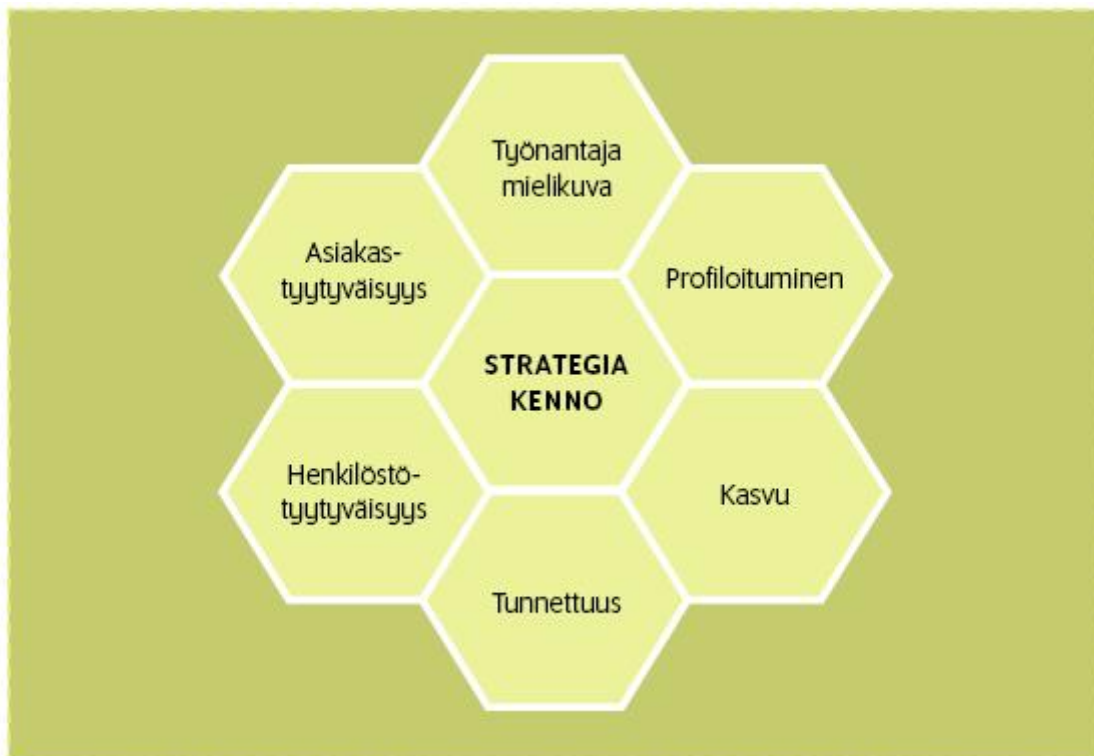 Työnantaja
mielikuva
Asiakas-
tyytyväisyys
Profiloituminen
STRATEGIA
KENNO
Henkilöstö-
tyytyväisyys
Kasvu
Tunnettuus